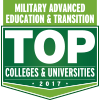 MILITARY ADVANCED
EDUCATION & TRANSITION
TOP
COLLEGES & UNIVERSITIES
· 2017 ·